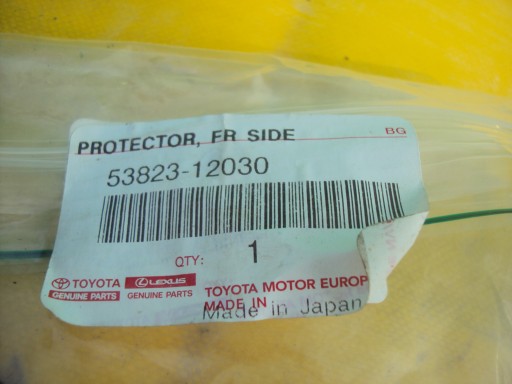 PROTECTOR, FR SIDE BG
53823-12030
QTY: 1
TOYOTA LEXUS
GENUINE PARTS GENUINE PARTS
TOYOTA MOTOR EUROP
MADE IN
Made in Japan